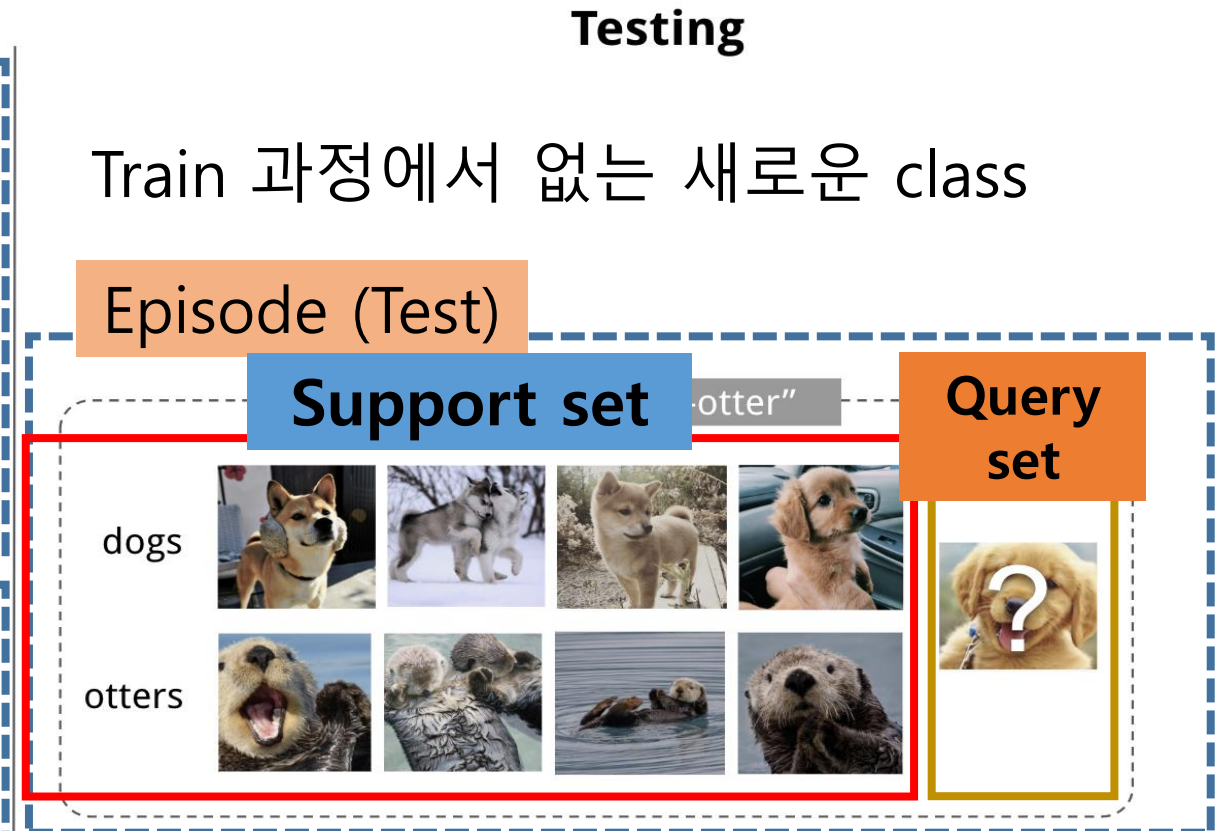 Testing
Train 과정에서 없는 새로운 class
Episode (Test)
Support set
-otter”
Query
set
dogs
?
otters